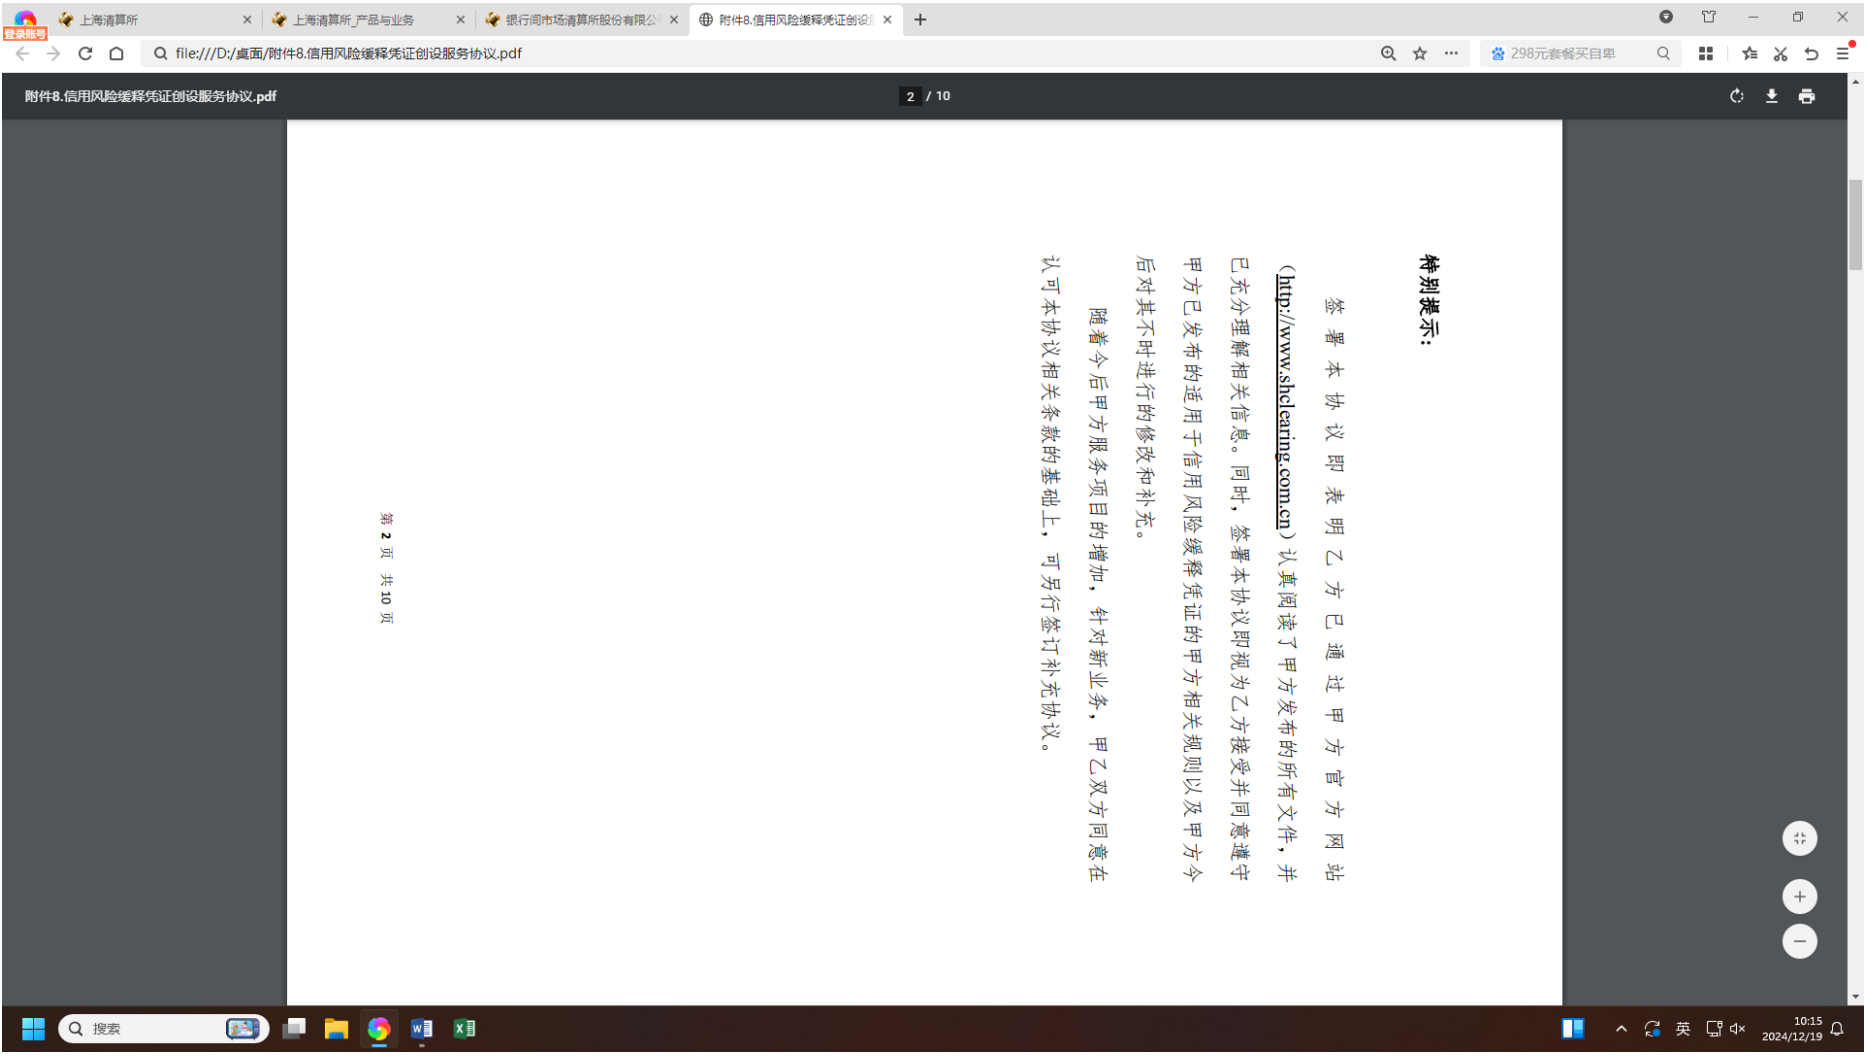 上海清算所
上海清算所_产品与业务
银行间市场清算所股份有限公
附件8.信用风险缓释凭证创设
登录账号
file:///D:/桌面/附件8.信用风险缓释凭证创设服务协议.pdf
298元套餐买自卑
附件8.信用风险缓释凭证创设服务协议.pdf
2 / 10
特别提示：
签署本协议即表明乙方已通过甲方官方网站
（http://www.shclearing.com.cn）认真阅读了甲方发布的所有文件，并
已充分理解相关信息。同时，签署本协议即视为乙方接受并同意遵守
甲方已发布的适用于信用风险缓释凭证的甲方相关规则以及甲方今
后对其不时进行的修改和补充。
随着今后甲方服务项目的增加，针对新业务，甲乙双方同意在
认可本协议相关条款的基础上，可另行签订补充协议。
第 2 页 共 10 页
搜索
英
10:15
2024/12/19